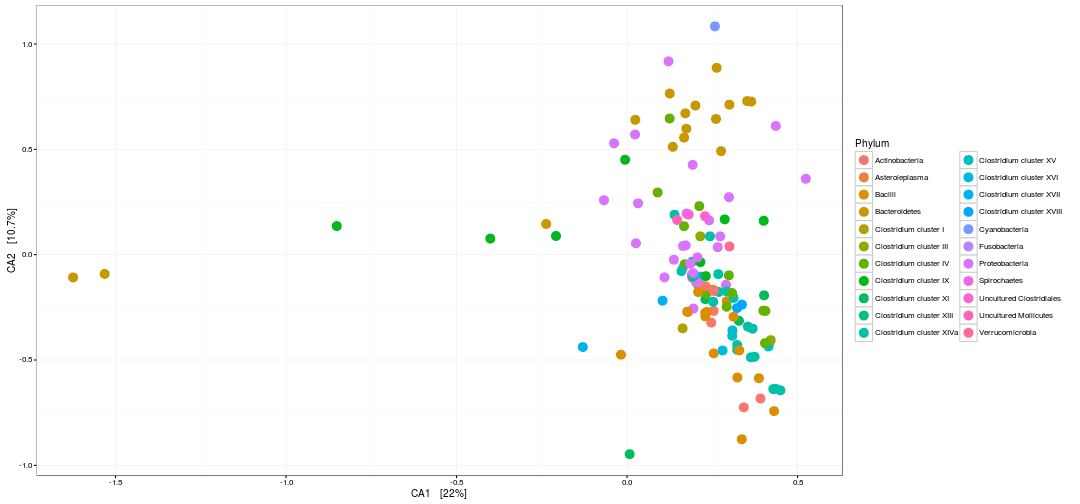 1.0
0.5
0.0
-0.5
-1.0
CA2 [10.7%]
-1.5
-1.0
-0.5
0.0
0.5
CA1 [22%]
Phylum
Actinobacteria
Asteroleplasma
Bacilli
Bacteroidetes
Clostridium cluster I
Clostridium cluster III
Clostridium cluster IV
Clostridium cluster IX
Clostridium cluster XI
Clostridium cluster XIII
Clostridium cluster XIVa
Clostridium cluster XV
Clostridium cluster XVI
Clostridium cluster XVII
Clostridium cluster XVIII
Cyanobacteria
Fusobacteria
Proteobacteria
Spirochaetes
Uncultured Clostridiales
Uncultured Mollicutes
Verrucomicrobia